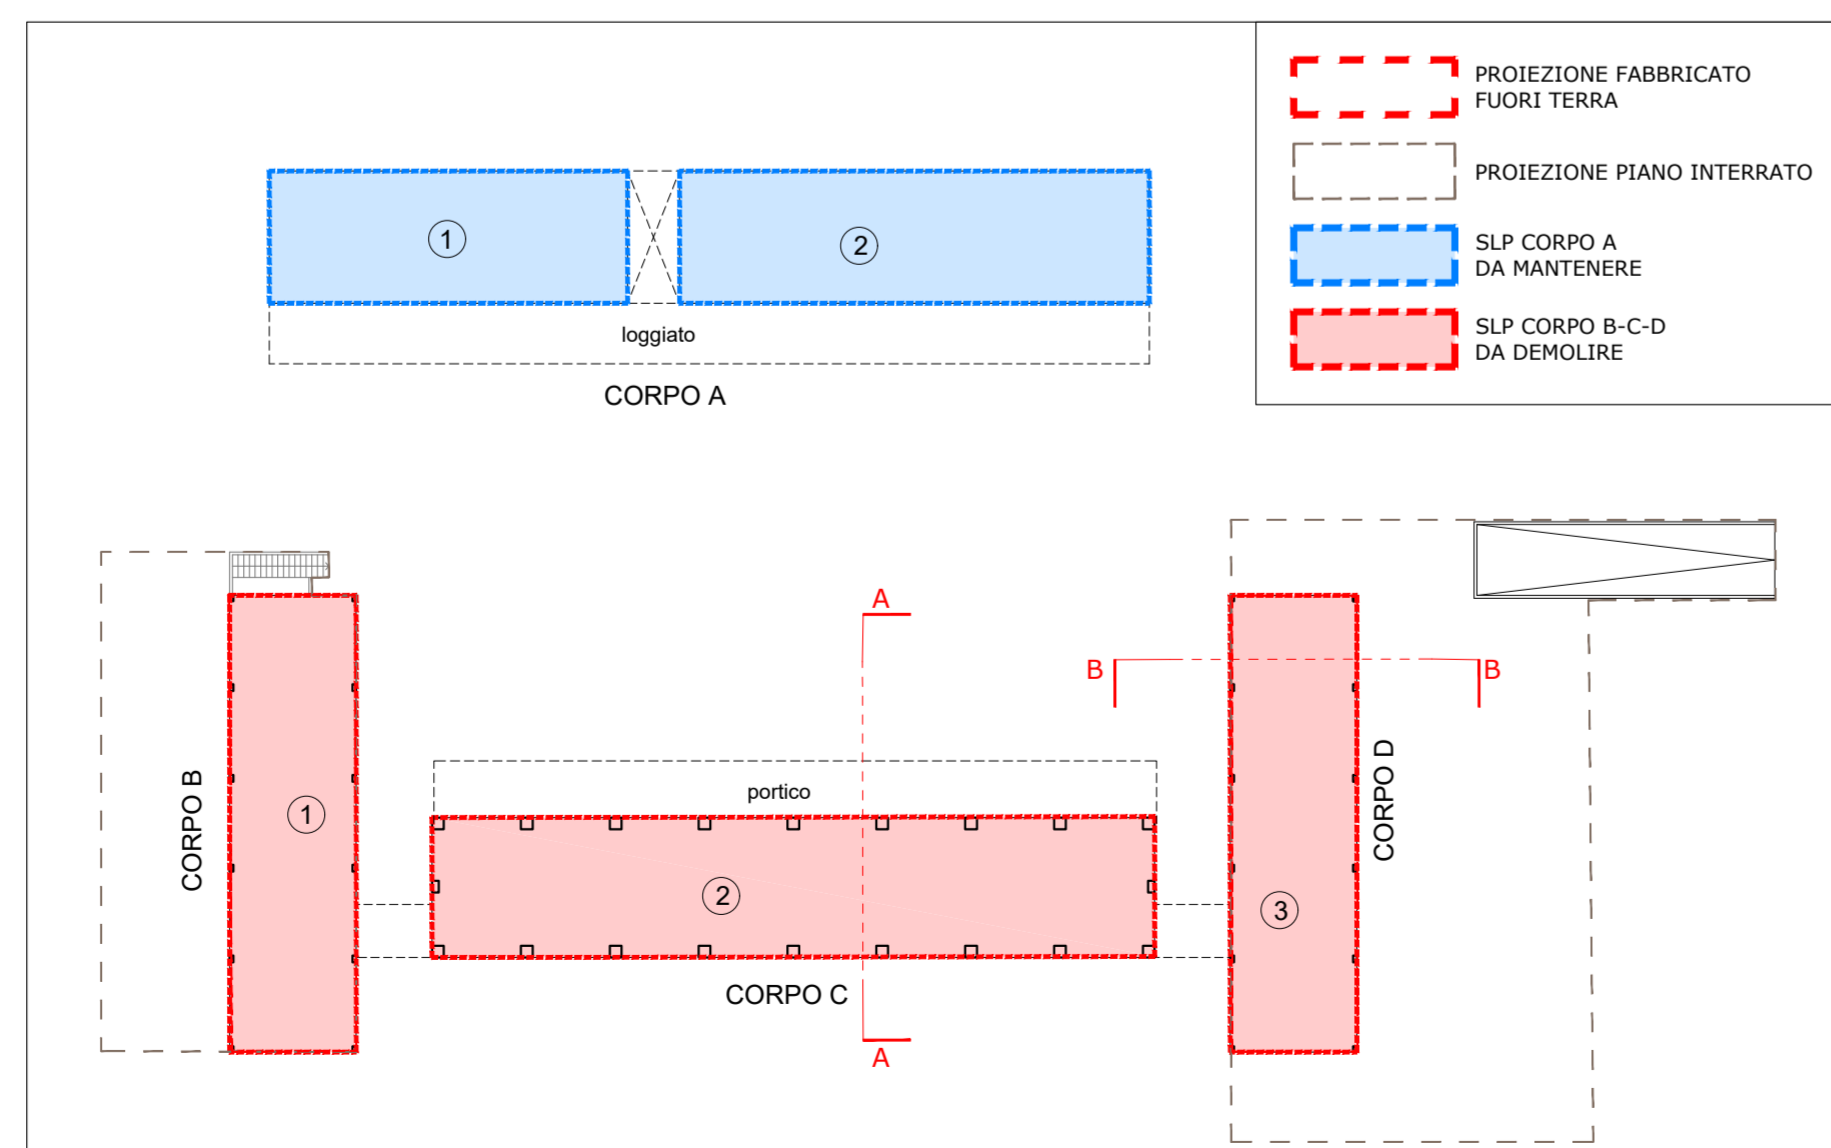 PROIEZIONE FABBRICATO
FUORI TERRA
PROIEZIONE PIANO INTERRATO
SLP CORPO A
DA MANTENERE
SLP CORPO B-C-D
DA DEMOLIRE
1
2
loggiato
CORPO A
A
B
B
CORPO B
1
portico
2
CORPO D
3
CORPO C
A